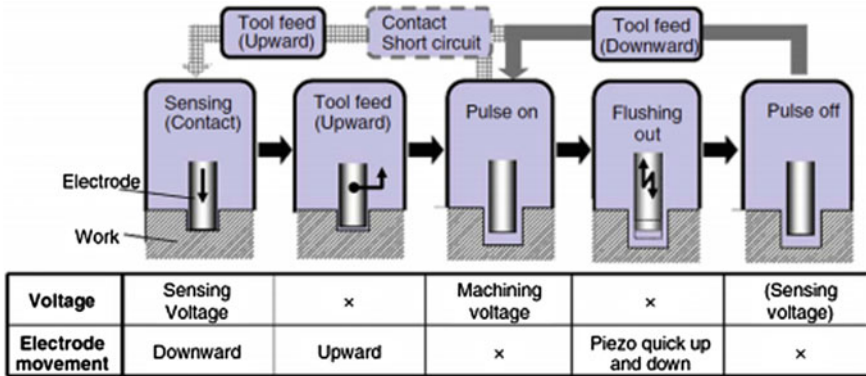 Tool feed
(Upward)
Contact
Short circuit
Tool feed
(Downward)
Sensing
(Contact)
Tool feed
(Upward)
Pulse on
Flushing
out
Pulse off
Electrode
Work
Voltage
Sensing
Voltage
×
Machining
voltage
×
(Sensing
voltage)
Electrode
movement
Downward
Upward
×
Piezo quick up
and down
×